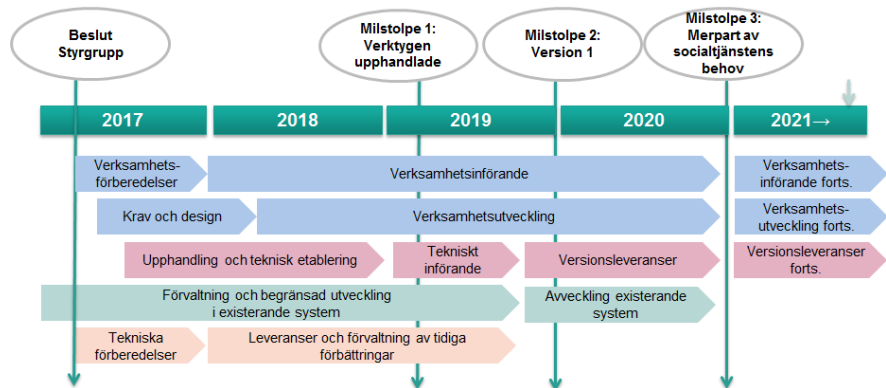 Beslut
Styrgrupp
Milstolpe 1:
Verktygen
upphandlade
Milstolpe 2:
Version 1
Milstolpe 3:
Merpart av
socialtjänstens
behov
2017
2018
2019
2020
2021→
Verksamhets-
förberedelser
Verksamhetsinförande
Verksamhets-
införande forts.
Krav och design
Verksamhetsutveckling
Verksamhets-
utveckling forts.
Upphandling och teknisk etablering
Tekniskt
införande
Versionsleveranser
Versionsleveranser
forts.
Förvaltning och begränsad utveckling
i existerande system
Avveckling existerande
system
Tekniska
förberedelser
Leveranser och förvaltning av tidiga
förbättringar